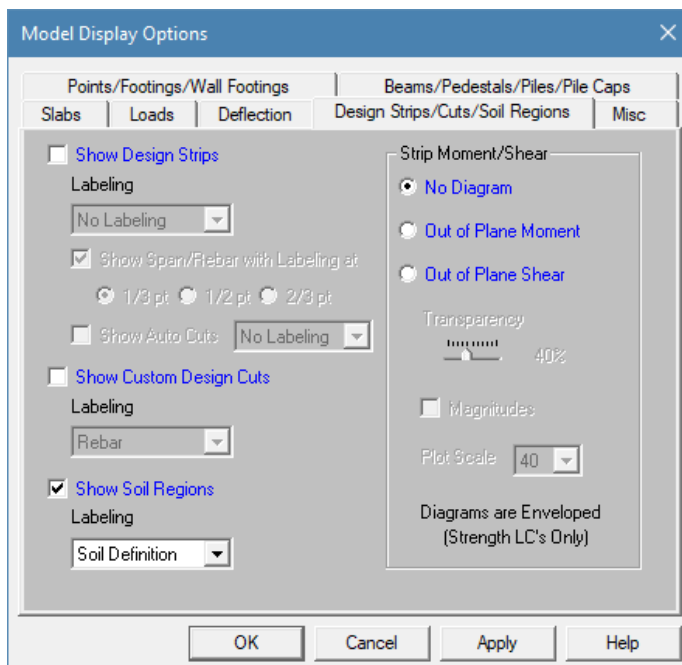 Model Display Options
Points/Footings/Wall Footings
Beams/Pedestals/Piles/Pile Caps
Slabs
Loads
Deflection
Design Strips/Cuts/Soil Regions
Misc
Show Design Strips
Labeling
No Labeling
Show Span/Rebar with Labeling at
1/3 pt
1/2 pt
2/3 pt
Show Auto Cuts
No Labeling
Show Custom Design Cuts
Labeling
Rebar
Show Soil Regions
Labeling
Soil Definition
Strip Moment/Shear
No Diagram
Out of Plane Moment
Out of Plane Shear
Transparency
40%
Magnitudes
Plot Scale
40
Diagrams are Enveloped
(Strength LC's Only)
OK
Cancel
Apply
Help